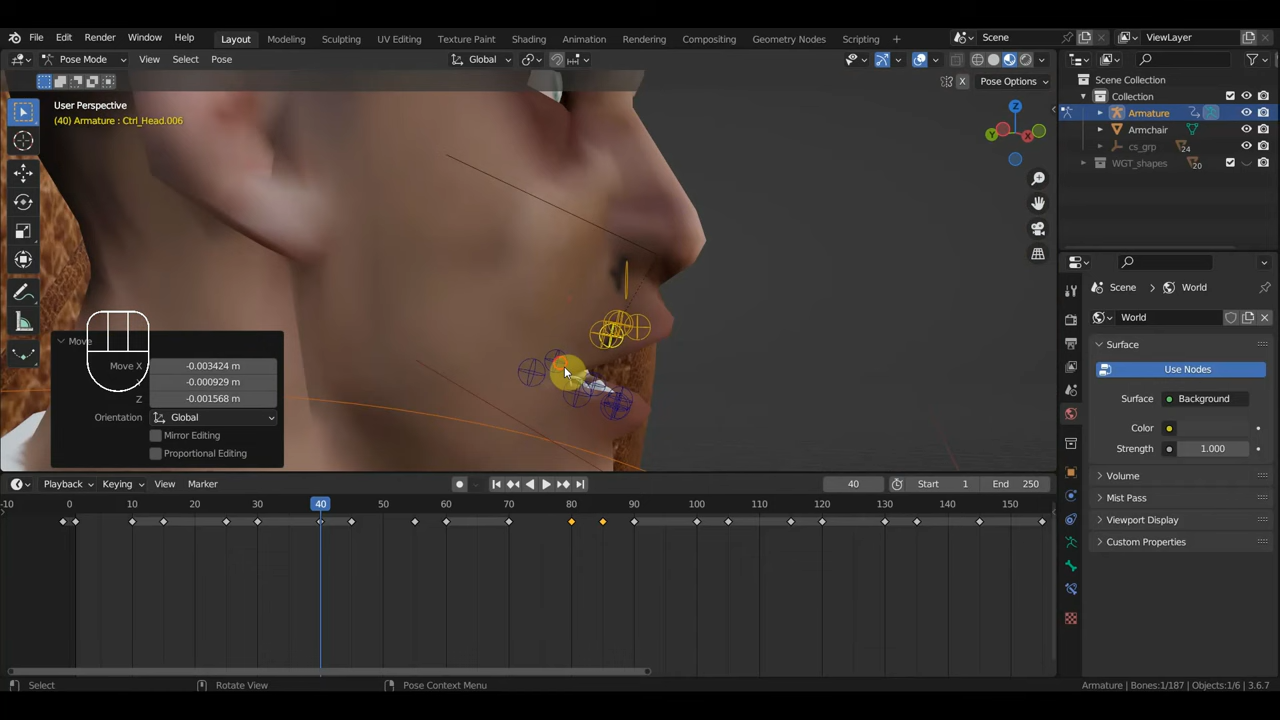 File Edit Render Window Help Layout Modeling Sculpting UV Editing Texture Paint Shading Animation Rendering Compositing Geometry Nodes Scripting + Scene ViewLayer
Pose Mode View Select Pose Global
X Pose Options
User Perspective
(40) Armature : Ctrl_Head.006
Z
Y
Move
Move X -0.003424 m
-0.000929 m
Z -0.001568 m
Orientation Global
Mirror Editing
Proportional Editing
Scene Collection
Collection
Armature
Armchair
cs_grp 24
WGT_shapes 20
Scene World
World
Surface
Use Nodes
Surface Background
Color
Strength 1.000
Volume
Mist Pass
Viewport Display
Custom Properties
Playback Keying View Marker 40 Start 1 End 250
-10 0 10 20 30 40 50 60 70 80 90 100 110 120 130 140 150
Select Rotate View Pose Context Menu Armature | Bones:1/187 | Objects:1/6 | 3.6.7